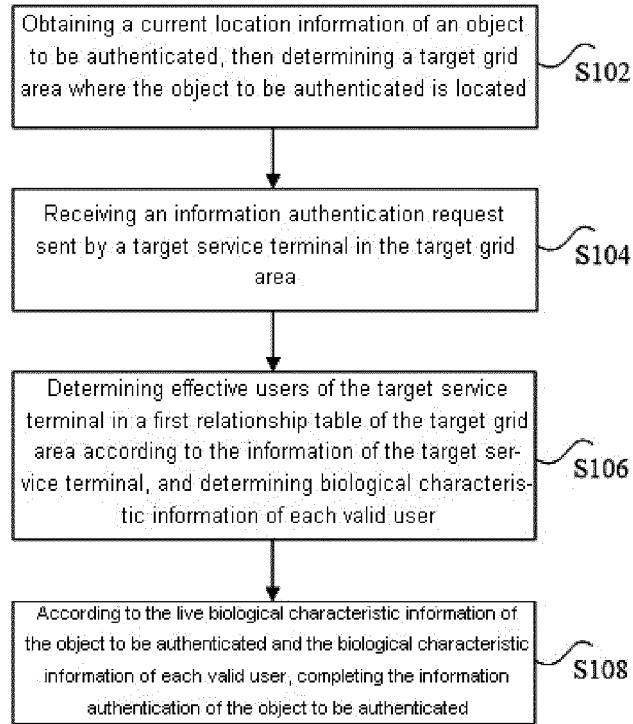 Obtaining a current location information of an object
to be authenticated, then determining a target grid
area where the object to be authenticated is located
S102
Receiving an information authentication request
sent by a target service terminal in the target grid
area
S104
Determining effective users of the target service
terminal in a first relationship table of the target grid
area according to the information of the target ser-
vice terminal, and determining biological characteris-
tic information of each valid user
S106
According to the live biological characteristic information of
the object to be authenticated and the biological characteristic
information of each valid user, completing the information
authentication of the object to be authenticated
S108